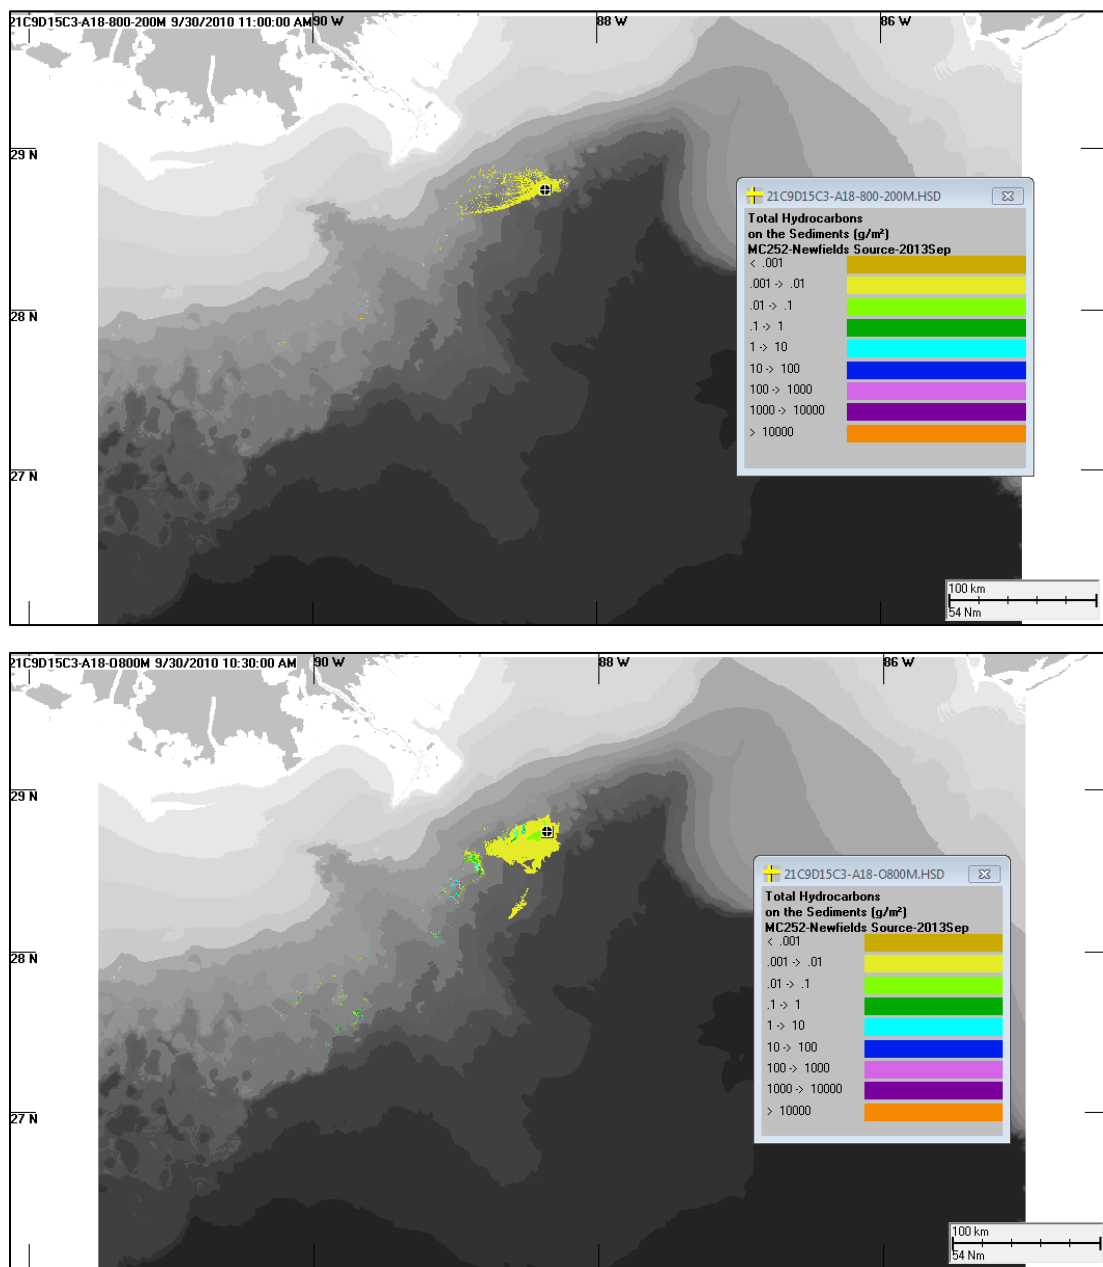 21C9D15C3-A18-800-200M 9/30/2010 11:00:00 AM
90 W
88 W
86 W
29 N
28 N
27 N
21C9D15C3-A18-800-200M.HSD
Total Hydrocarbons
on the Sediments (g/m²)
MC252-Newfields Source-2013Sep
< .001
.001 -> .01
.01 -> .1
.1 -> 1
1 -> 10
10 -> 100
100 -> 1000
1000 -> 10000
> 10000
100 km
54 Nm
21C9D15C3-A18-O800M 9/30/2010 10:30:00 AM
90 W
88 W
86 W
29 N
28 N
27 N
21C9D15C3-A18-O800M.HSD
Total Hydrocarbons
on the Sediments (g/m²)
MC252-Newfields Source-2013Sep
< .001
.001 -> .01
.01 -> .1
.1 -> 1
1 -> 10
10 -> 100
100 -> 1000
1000 -> 10000
> 10000
100 km
54 Nm